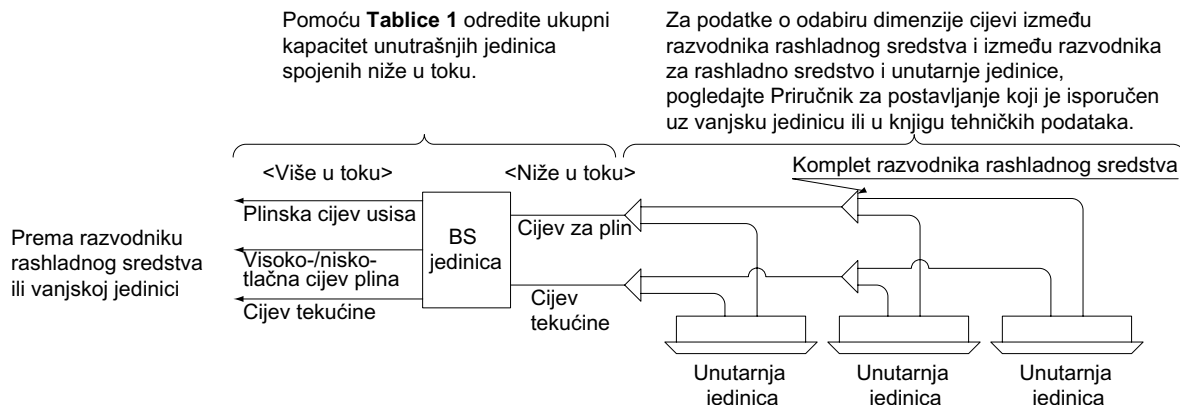 Pomoću Tablice 1 odredite ukupni
kapacitet unutrašnjih jedinica
spojenih niže u toku.
Za podatke o odabiru dimenzije cijevi između
razvodnika rashladnog sredstva i između razvodnika
za rashladno sredstvo i unutarnje jedinice,
pogledajte Priručnik za postavljanje koji je isporučen
uz vanjsku jedinicu ili u knjigu tehničkih podataka.
<Više u toku>
<Niže u toku>
Komplet razvodnika rashladnog sredstva
Prema razvodniku
rashladnog sredstva
ili vanjskoj jedinici
Plinska cijev usisa
Visoko-/nisko-
tlačna cijev plina
Cijev tekućine
BS
jedinica
Cijev za plin
Cijev
tekućine
Unutarnja
jedinica
Unutarnja
jedinica
Unutarnja
jedinica